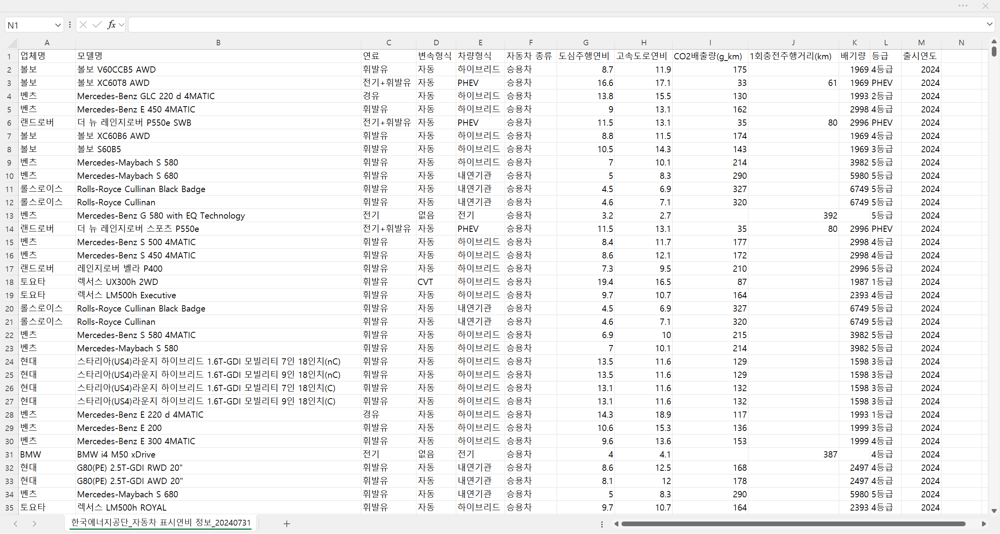 N1
fx
A B C D E F G H I J K L M N
1 업체명 모델명 연료 변속형식 차량형식 자동차 종류 도심주행연비 고속도로연비 CO2배출량(g_km) 1회충전주행거리(km) 배기량 등급 출시연도
2 볼보 볼보 V60CCB5 AWD 휘발유 자동 하이브리드 승용차 8.7 11.9 175 1969 4등급 2024
3 볼보 볼보 XC60T8 AWD 전기+휘발유 자동 PHEV 승용차 16.6 17.1 33 61 1969 PHEV 2024
4 벤츠 Mercedes-Benz GLC 220 d 4MATIC 경유 자동 하이브리드 승용차 13.8 15.5 130 1993 2등급 2024
5 벤츠 Mercedes-Benz E 450 4MATIC 휘발유 자동 하이브리드 승용차 9 13.1 162 2998 4등급 2024
6 랜드로버 더 뉴 레인지로버 P550e SWB 전기+휘발유 자동 PHEV 승용차 11.5 13.1 35 80 2996 PHEV 2024
7 볼보 볼보 XC60B6 AWD 휘발유 자동 하이브리드 승용차 8.8 11.5 174 1969 4등급 2024
8 볼보 볼보 S60B5 휘발유 자동 하이브리드 승용차 10.5 14.3 143 1969 3등급 2024
9 벤츠 Mercedes-Maybach S 580 휘발유 자동 하이브리드 승용차 7 10.1 214 3982 5등급 2024
10 벤츠 Mercedes-Maybach S 680 휘발유 자동 내연기관 승용차 5 8.3 290 5980 5등급 2024
11 롤스로이스 Rolls-Royce Cullinan Black Badge 휘발유 자동 내연기관 승용차 4.5 6.9 327 6749 5등급 2024
12 롤스로이스 Rolls-Royce Cullinan 휘발유 자동 내연기관 승용차 4.6 7.1 320 6749 5등급 2024
13 벤츠 Mercedes-Benz G 580 with EQ Technology 전기 없음 전기 승용차 3.2 2.7 392 5등급 2024
14 랜드로버 더 뉴 레인지로버 스포츠 P550e 전기+휘발유 자동 PHEV 승용차 11.5 13.1 35 80 2996 PHEV 2024
15 벤츠 Mercedes-Benz S 500 4MATIC 휘발유 자동 하이브리드 승용차 8.4 11.7 177 2998 4등급 2024
16 벤츠 Mercedes-Benz S 450 4MATIC 휘발유 자동 하이브리드 승용차 8.6 12.1 172 2998 4등급 2024
17 랜드로버 레인지로버 벨라 P400 휘발유 자동 하이브리드 승용차 7.3 9.5 210 2996 5등급 2024
18 토요타 렉서스 UX300h 2WD 휘발유 CVT 하이브리드 승용차 19.4 16.5 87 1987 1등급 2024
19 토요타 렉서스 LM500h Executive 휘발유 자동 하이브리드 승용차 9.7 10.7 164 2393 4등급 2024
20 롤스로이스 Rolls-Royce Cullinan Black Badge 휘발유 자동 내연기관 승용차 4.5 6.9 327 6749 5등급 2024
21 롤스로이스 Rolls-Royce Cullinan 휘발유 자동 내연기관 승용차 4.6 7.1 320 6749 5등급 2024
22 벤츠 Mercedes-Benz S 580 4MATIC 휘발유 자동 하이브리드 승용차 6.9 10 215 3982 5등급 2024
23 벤츠 Mercedes-Maybach S 580 휘발유 자동 하이브리드 승용차 7 10.1 214 3982 5등급 2024
24 현대 스타리아(US4)라운지 하이브리드 1.6T-GDI 모빌리티 7인 18인치(nC) 휘발유 자동 하이브리드 승용차 13.5 11.6 129 1598 3등급 2024
25 현대 스타리아(US4)라운지 하이브리드 1.6T-GDI 모빌리티 9인 18인치(nC) 휘발유 자동 하이브리드 승용차 13.5 11.6 129 1598 3등급 2024
26 현대 스타리아(US4)라운지 하이브리드 1.6T-GDI 모빌리티 7인 18인치(C) 휘발유 자동 하이브리드 승용차 13.1 11.6 132 1598 3등급 2024
27 현대 스타리아(US4)라운지 하이브리드 1.6T-GDI 모빌리티 9인 18인치(C) 휘발유 자동 하이브리드 승용차 13.1 11.6 132 1598 3등급 2024
28 벤츠 Mercedes-Benz E 220 d 4MATIC 경유 자동 하이브리드 승용차 14.3 18.9 117 1993 1등급 2024
29 벤츠 Mercedes-Benz E 200 휘발유 자동 하이브리드 승용차 10.6 15.3 136 1999 3등급 2024
30 벤츠 Mercedes-Benz E 300 4MATIC 휘발유 자동 하이브리드 승용차 9.6 13.6 153 1999 4등급 2024
31 BMW BMW i4 M50 xDrive 전기 없음 전기 승용차 4 4.1 387 4등급 2024
32 현대 G80(PE) 2.5T-GDI RWD 20" 휘발유 자동 내연기관 승용차 8.6 12.5 168 2497 4등급 2024
33 현대 G80(PE) 2.5T-GDI AWD 20" 휘발유 자동 내연기관 승용차 8.1 12 178 2497 4등급 2024
34 벤츠 Mercedes-Maybach S 680 휘발유 자동 내연기관 승용차 5 8.3 290 5980 5등급 2024
35 토요타 렉서스 LM500h ROYAL 휘발유 자동 하이브리드 승용차 9.7 10.7 164 2393 4등급 2024
한국에너지공단_자동차 표시연비 정보_20240731